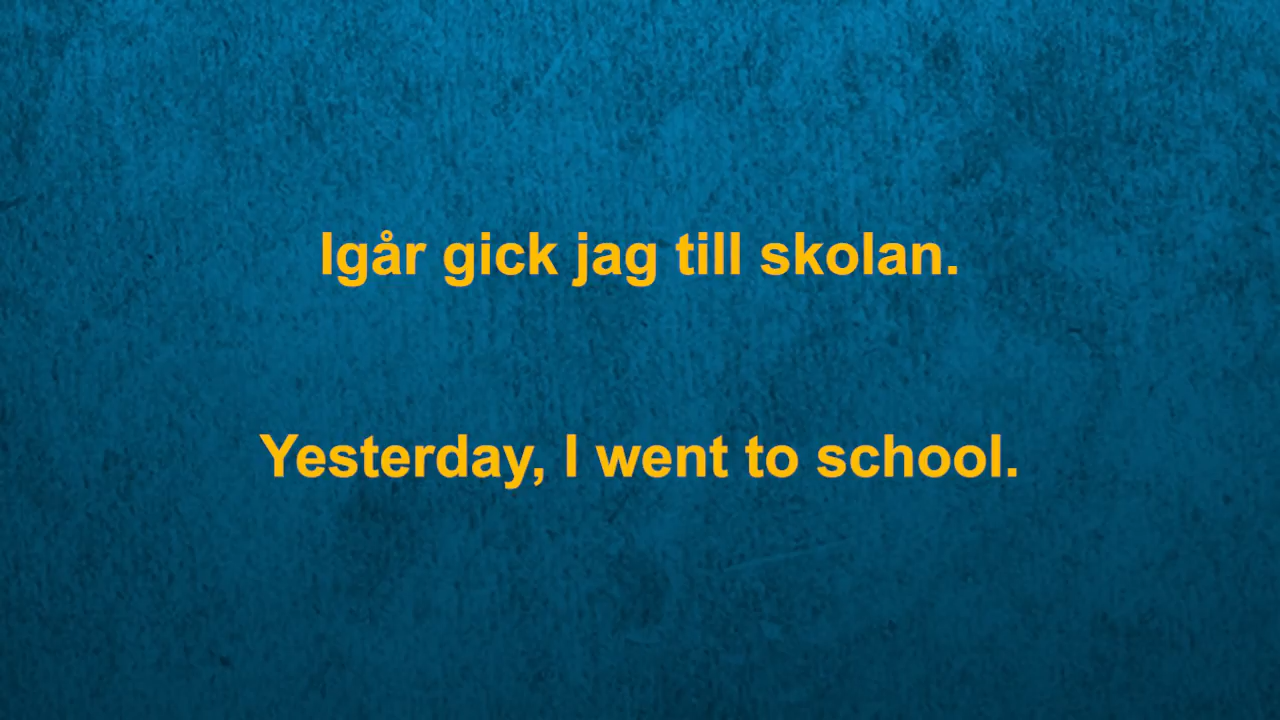 Igår gick jag till skolan.
Yesterday, I went to school.